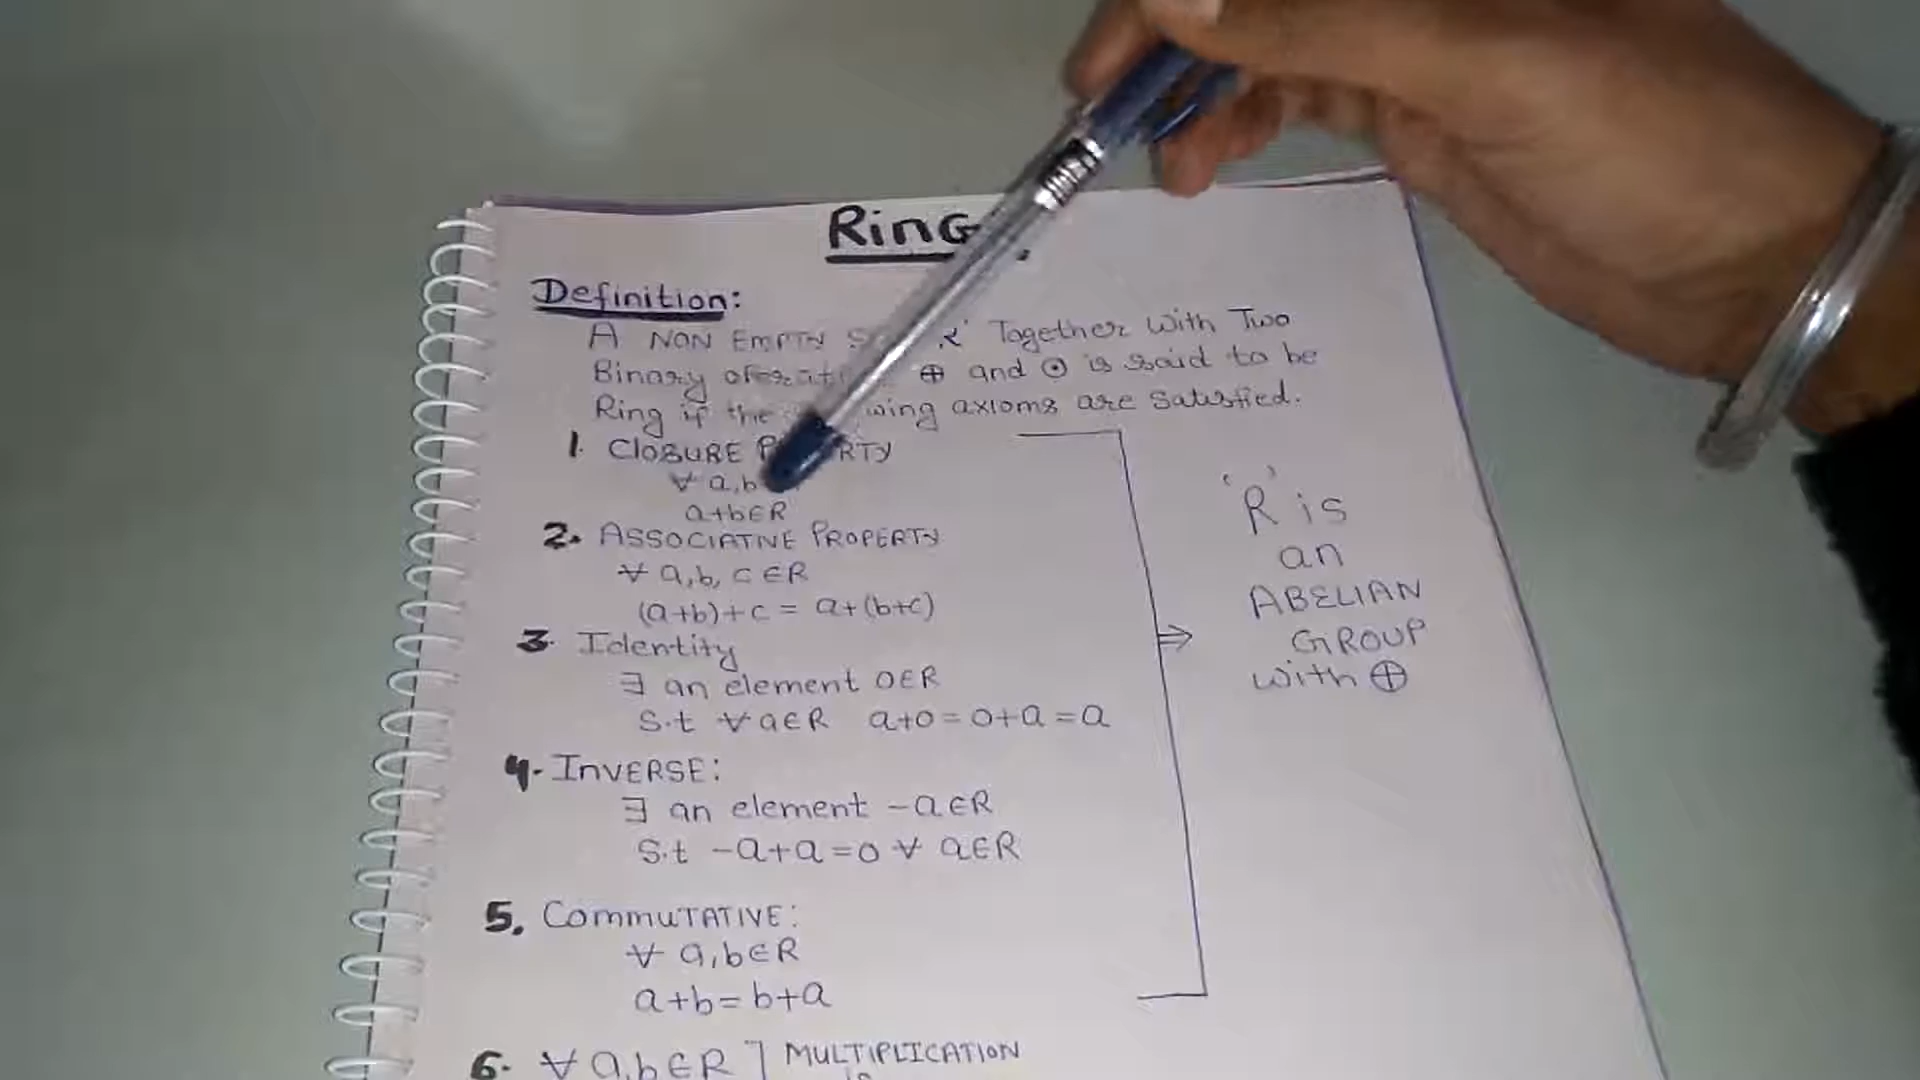 Ring
Definition:
A NON EMPTY 'R' Together with Two
Binary ⊕ and ⊙ is said to be
Ring if the axioms are satisfied.
1. CLOSURE
∀ a,b
a+b∈R
2. ASSOCIATIVE PROPERTY
∀ a,b,c∈R
(a+b)+c = a+(b+c)
3. Identity
∃ an element 0∈R
S.t ∀ a∈R a+0=0+a=a
4. INVERSE:
∃ an element -a∈R
S.t -a+a=0 ∀ a∈R
5. COMMUTATIVE:
∀ a,b∈R
a+b=b+a
6. ∀ a,b∈R ] MULTIPLICATION
'R' is
an
ABELIAN
GROUP
with ⊕